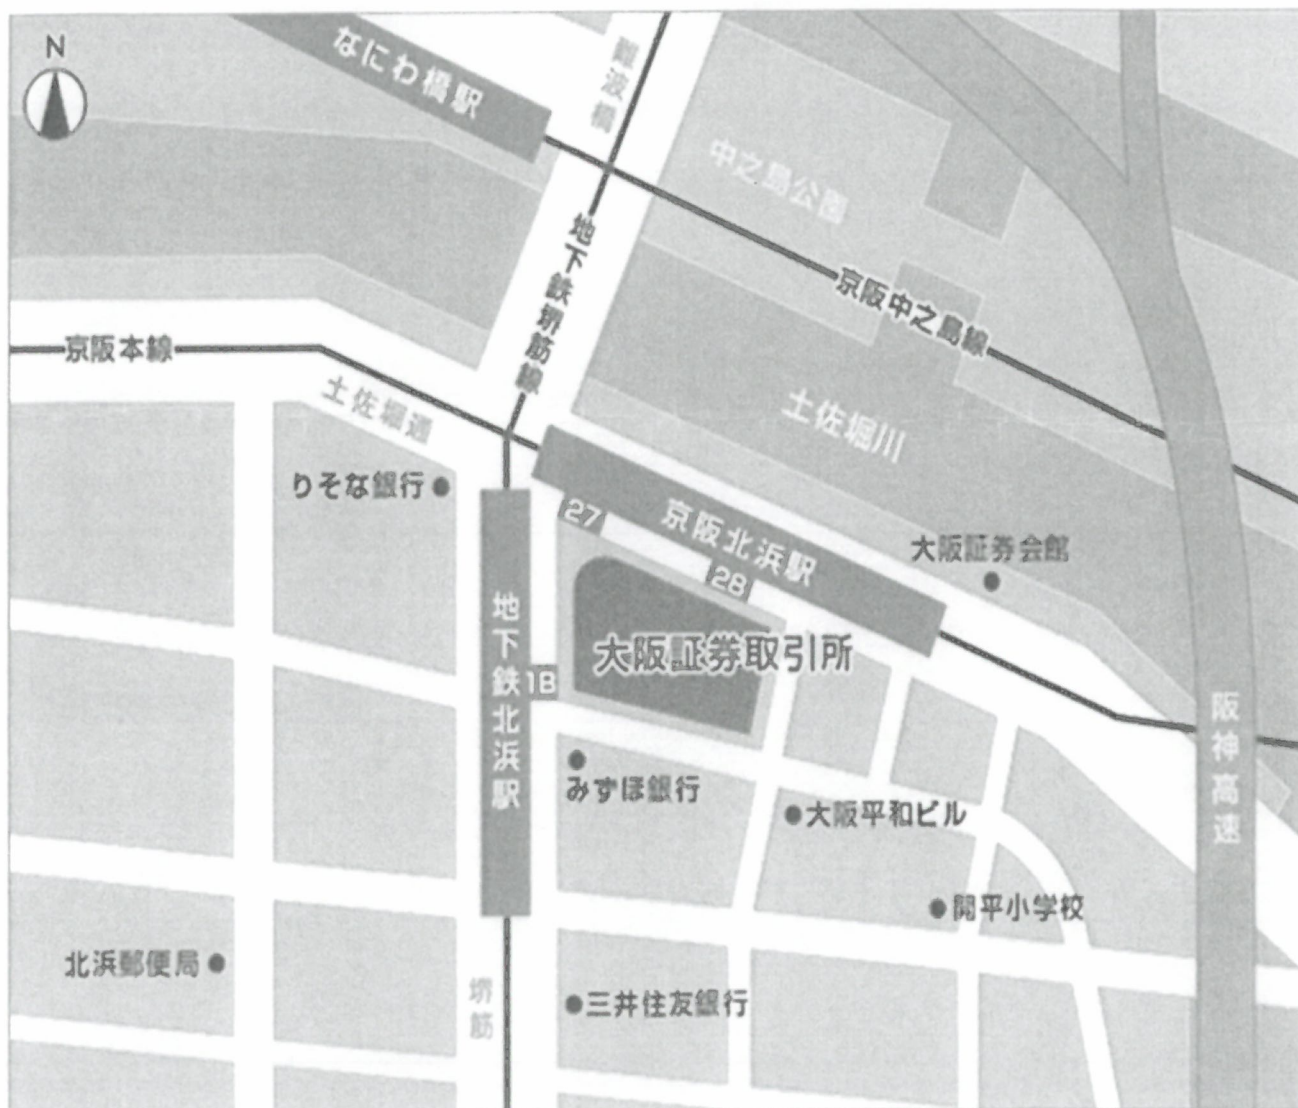 N
なにわ橋駅
難波橋
中之島公園
地下鉄堺筋線
京阪中之島線
京阪本線
土佐堀通
土佐堀川
りそな銀行
27
京阪北浜駅
28
大阪証券会館
地下鉄北浜駅
大阪証券取引所
1B
阪神高速
みずほ銀行
大阪平和ビル
開平小学校
北浜郵便局
堺筋
三井住友銀行